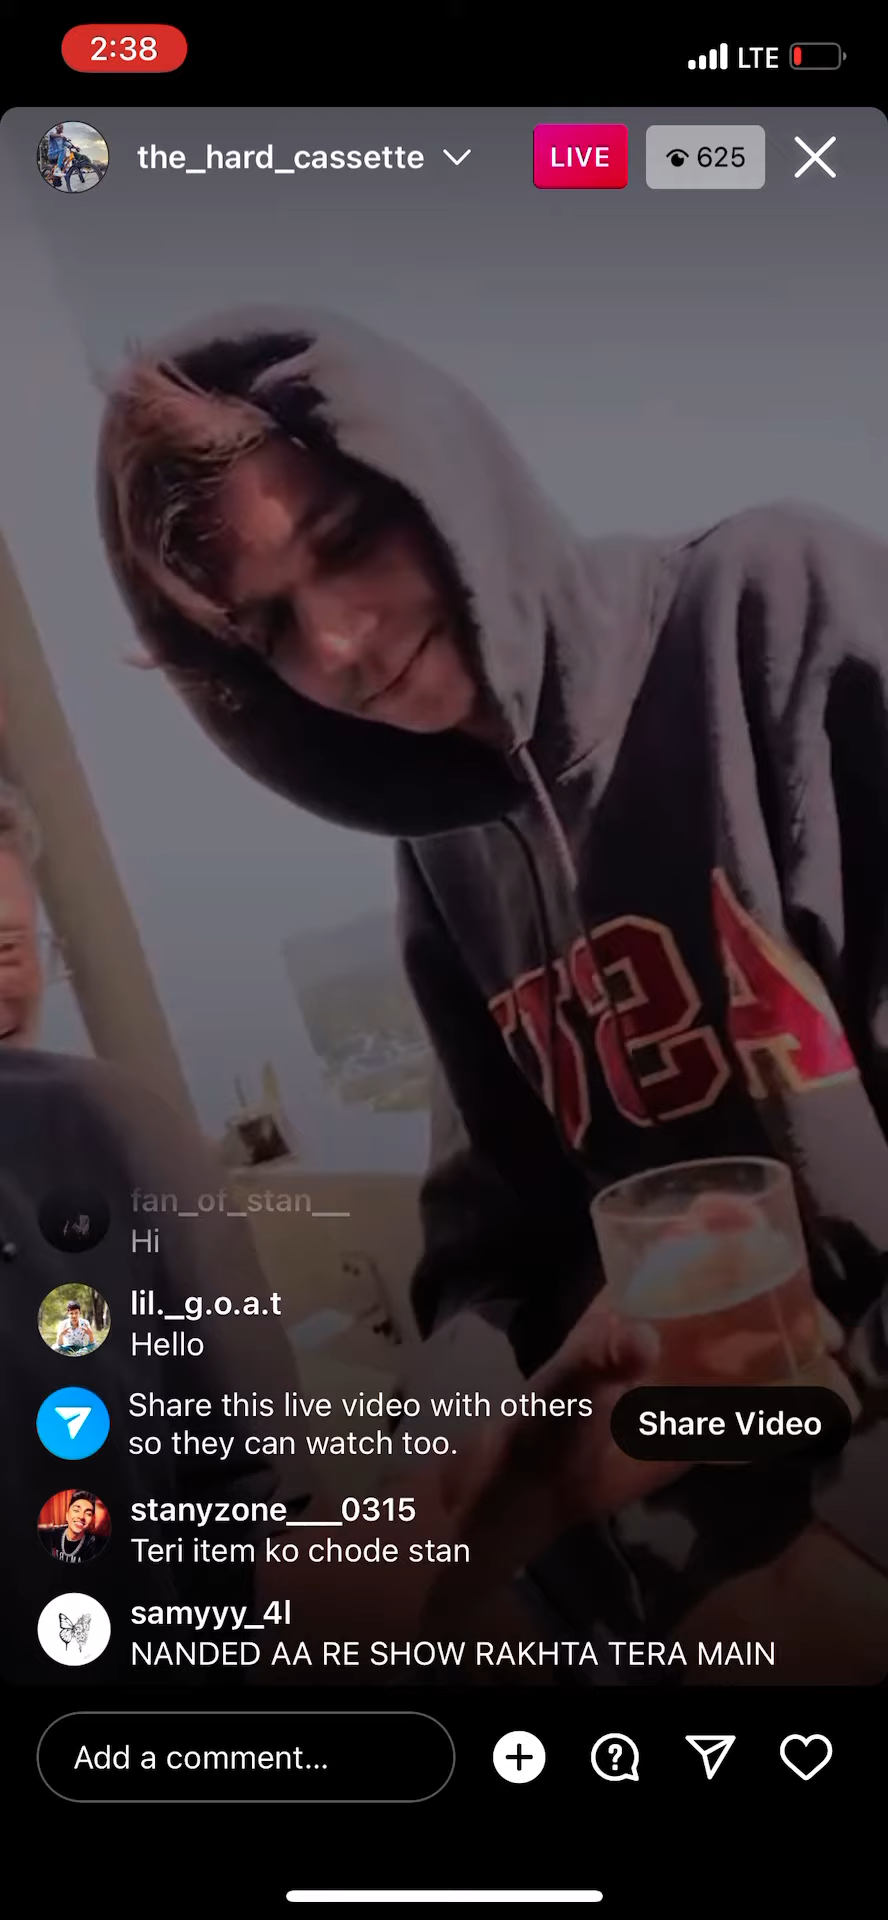 2:38
LTE
the_hard_cassette
LIVE
625
fan_of_stan__
Hi
lil._g.o.a.t
Hello
Share this live video with others
so they can watch too.
Share Video
stanyzone___0315
Teri item ko chode stan
samyyy_4l
NANDED AA RE SHOW RAKHTA TERA MAIN
Add a comment...